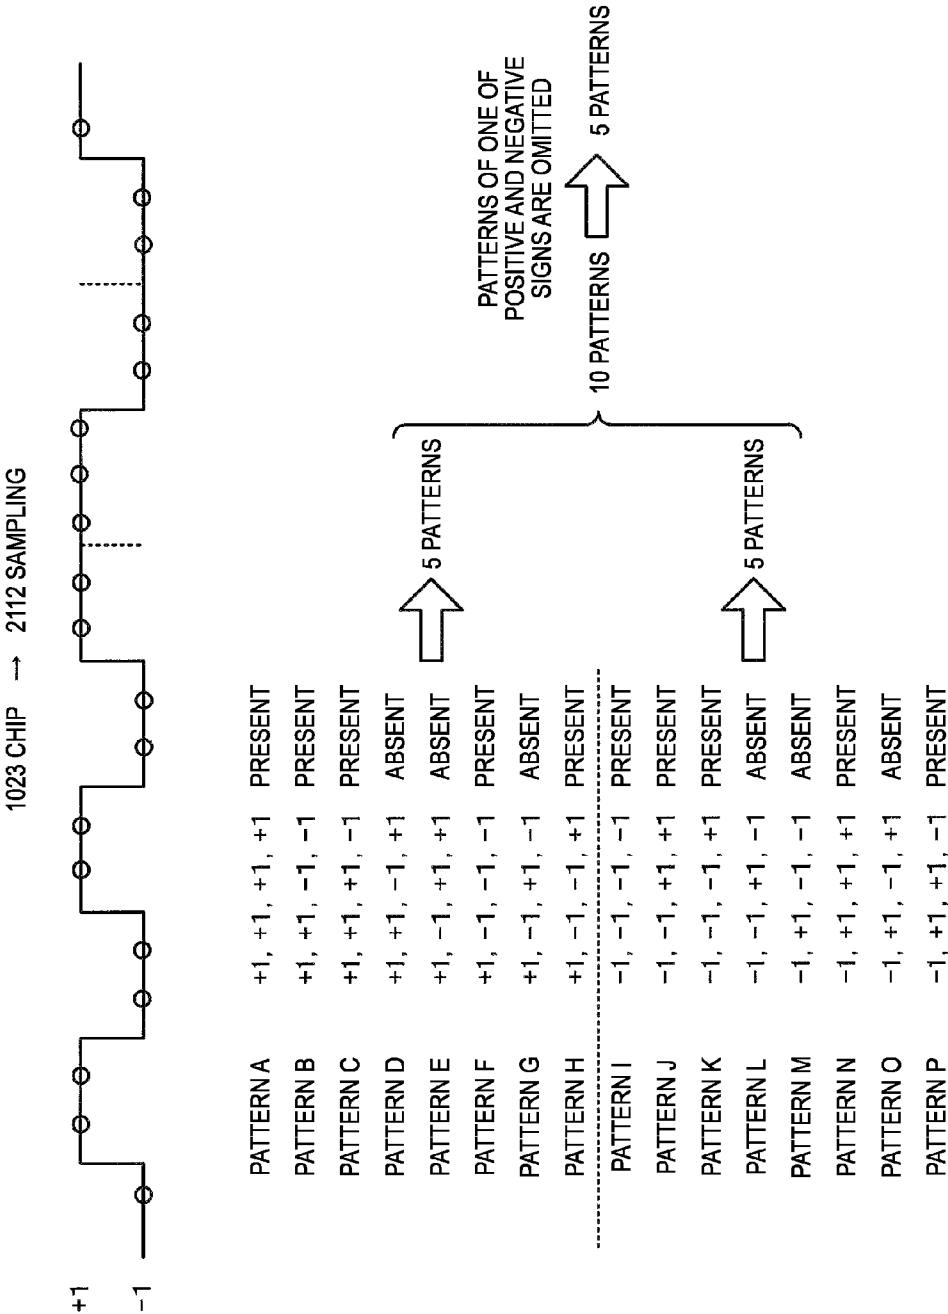 1023 CHIP → 2112 SAMPLING
+1
−1
PATTERN A +1, +1, +1, +1 PRESENT
PATTERN B +1, +1, −1, −1 PRESENT
PATTERN C +1, +1, +1, −1 PRESENT
PATTERN D +1, +1, −1, +1 ABSENT
PATTERN E +1, −1, +1, +1 ABSENT
PATTERN F +1, −1, −1, −1 PRESENT
PATTERN G +1, −1, +1, −1 ABSENT
PATTERN H +1, −1, −1, +1 PRESENT
PATTERN I −1, −1, −1, −1 PRESENT
PATTERN J −1, −1, +1, +1 PRESENT
PATTERN K −1, −1, −1, +1 PRESENT
PATTERN L −1, −1, +1, −1 ABSENT
PATTERN M −1, +1, −1, −1 ABSENT
PATTERN N −1, +1, +1, +1 PRESENT
PATTERN O −1, +1, −1, +1 ABSENT
PATTERN P −1, +1, +1, −1 PRESENT
5 PATTERNS
5 PATTERNS
10 PATTERNS
PATTERNS OF ONE OF
POSITIVE AND NEGATIVE
SIGNS ARE OMITTED
5 PATTERNS